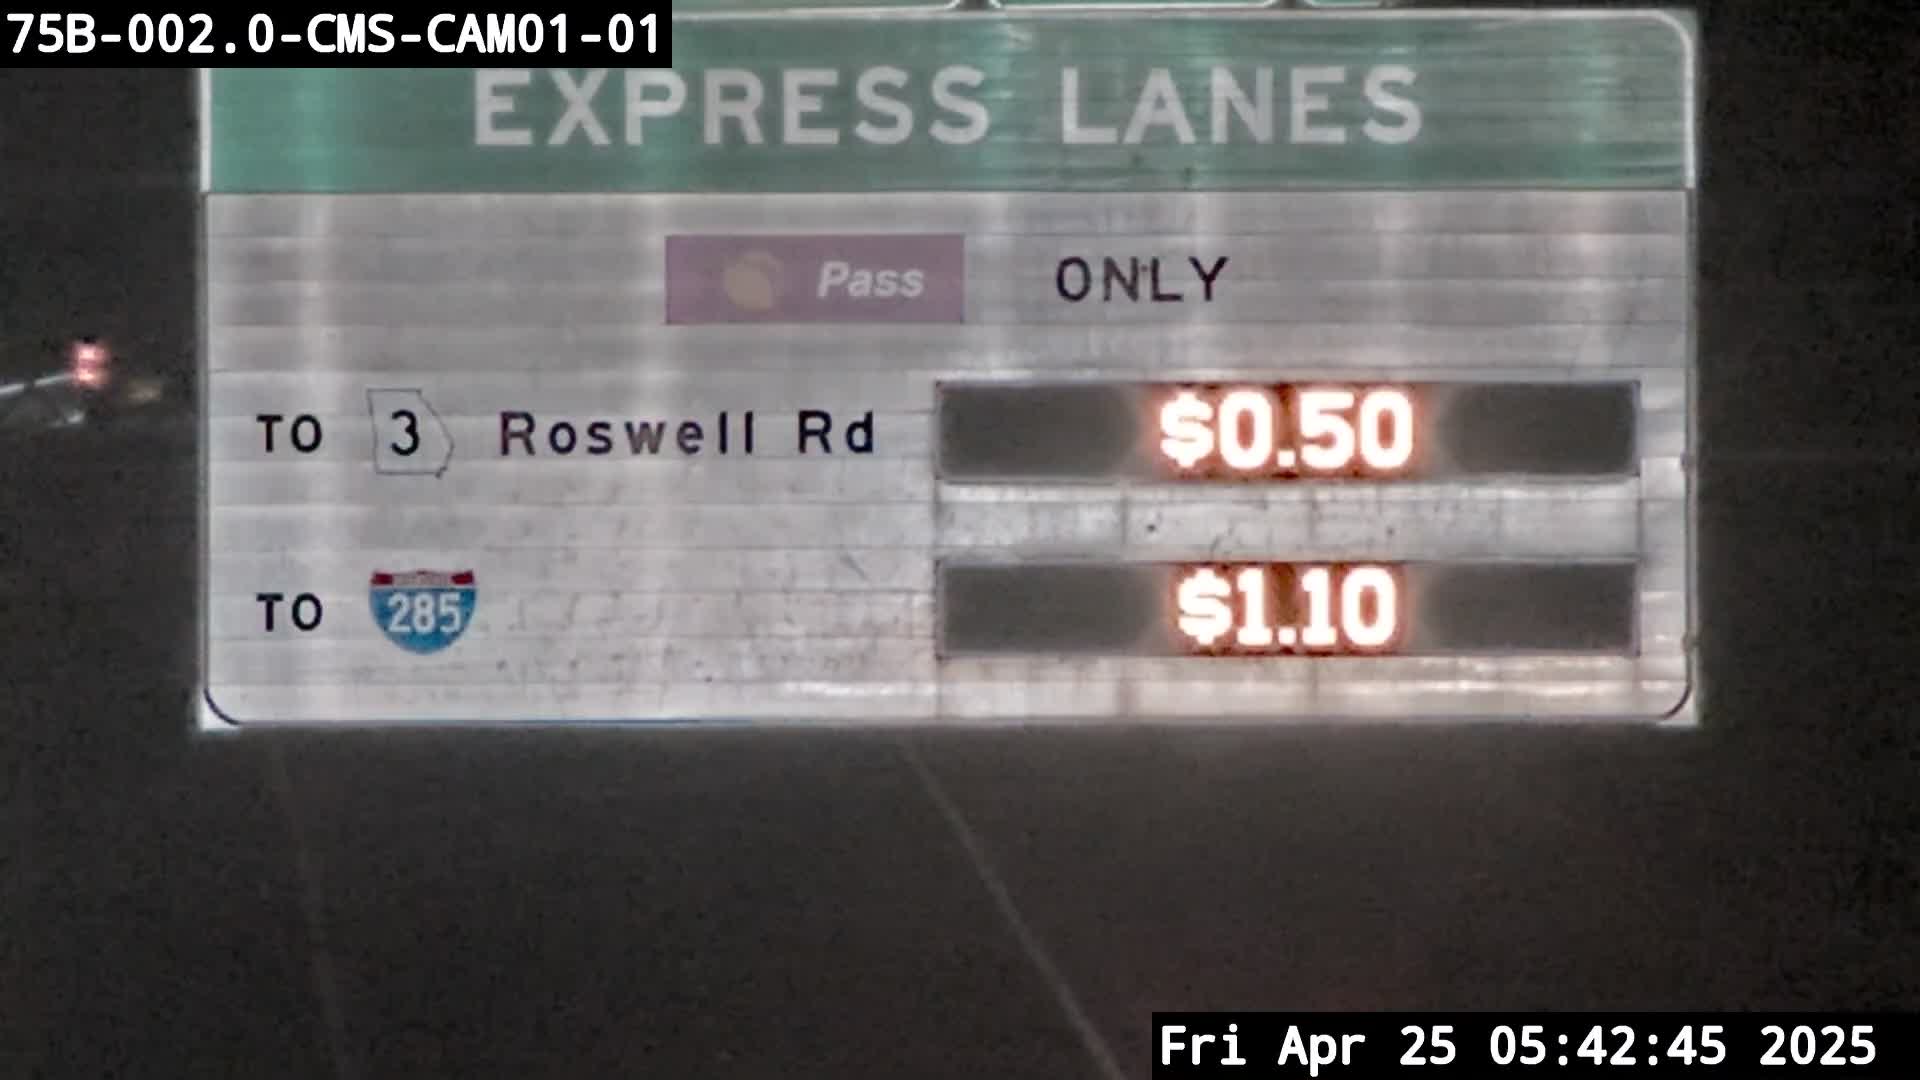 75B-002.0-CMS-CAM01-01
EXPRESS LANES
Pass ONLY
TO 3 Roswell Rd $0.50
TO 285 $1.10
Fri Apr 25 05:42:45 2025